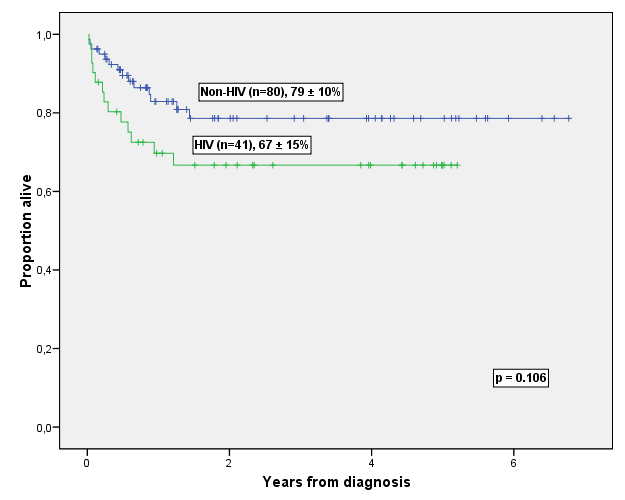 1,0
0,8
0,6
0,4
0,2
0,0
Proportion alive
Non-HIV (n=80), 79 ± 10%
HIV (n=41), 67 ± 15%
p = 0.106
0 2 4 6
Years from diagnosis